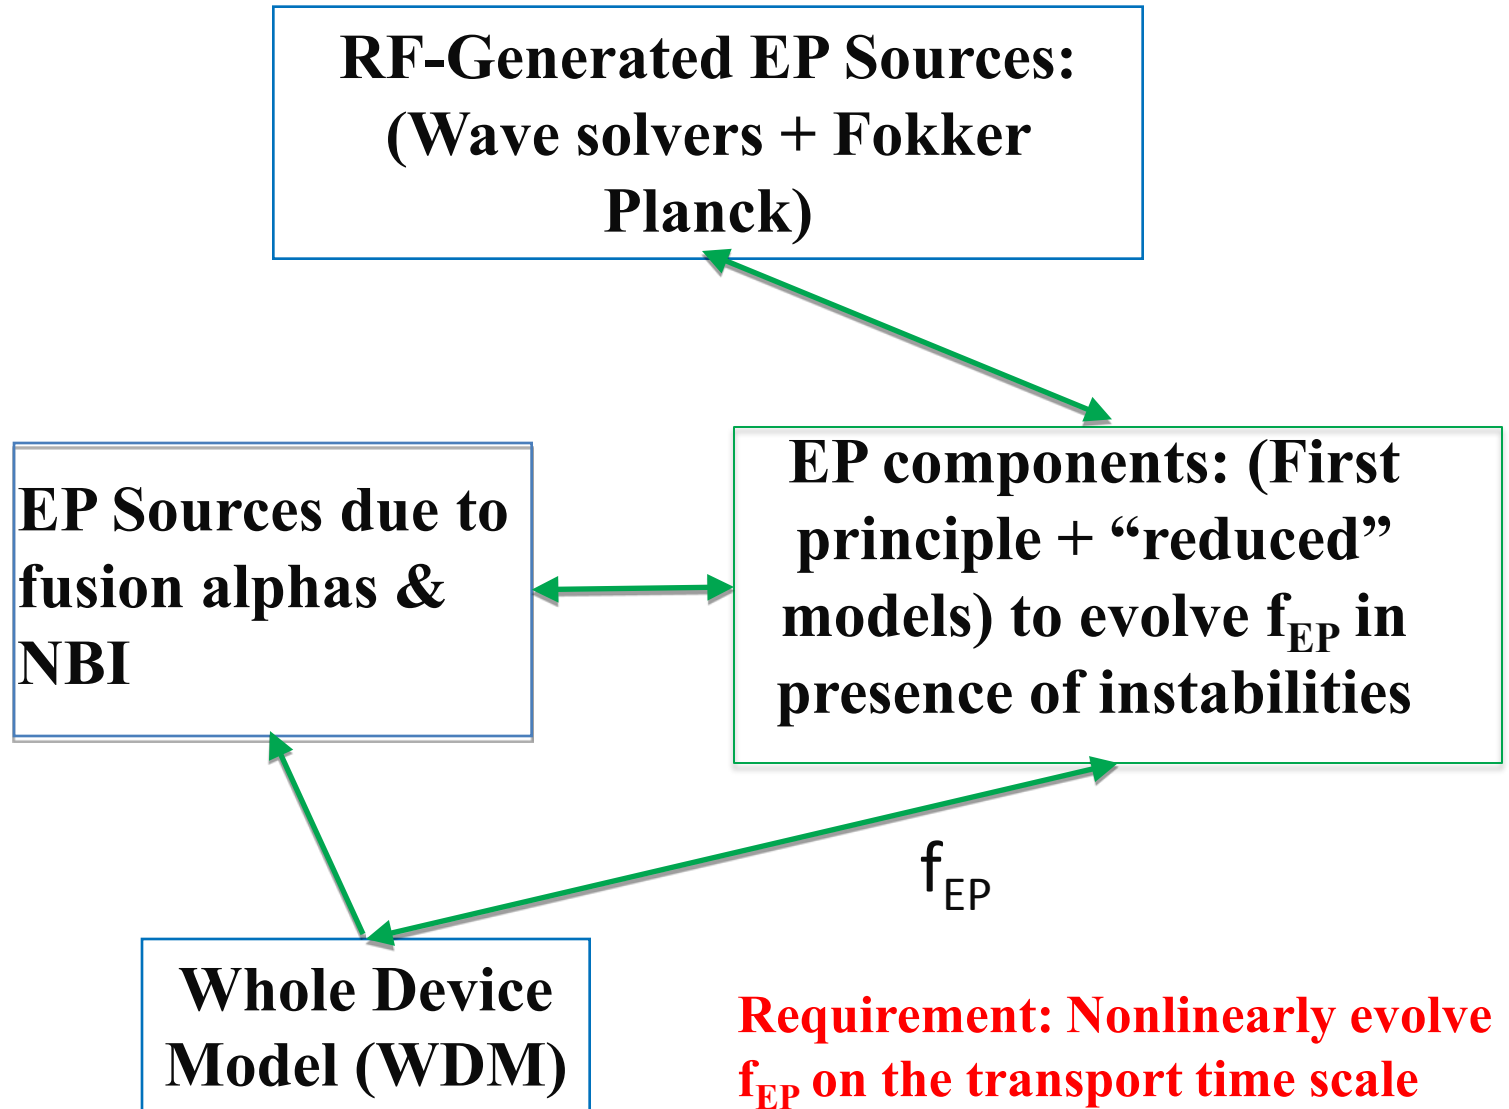 RF-Generated EP Sources:
(Wave solvers + Fokker
Planck)
EP Sources due to
fusion alphas &
NBI
EP components: (First
principle + “reduced”
models) to evolve fEP in
presence of instabilities
fEP
Whole Device
Model (WDM)
Requirement: Nonlinearly evolve
fEP on the transport time scale